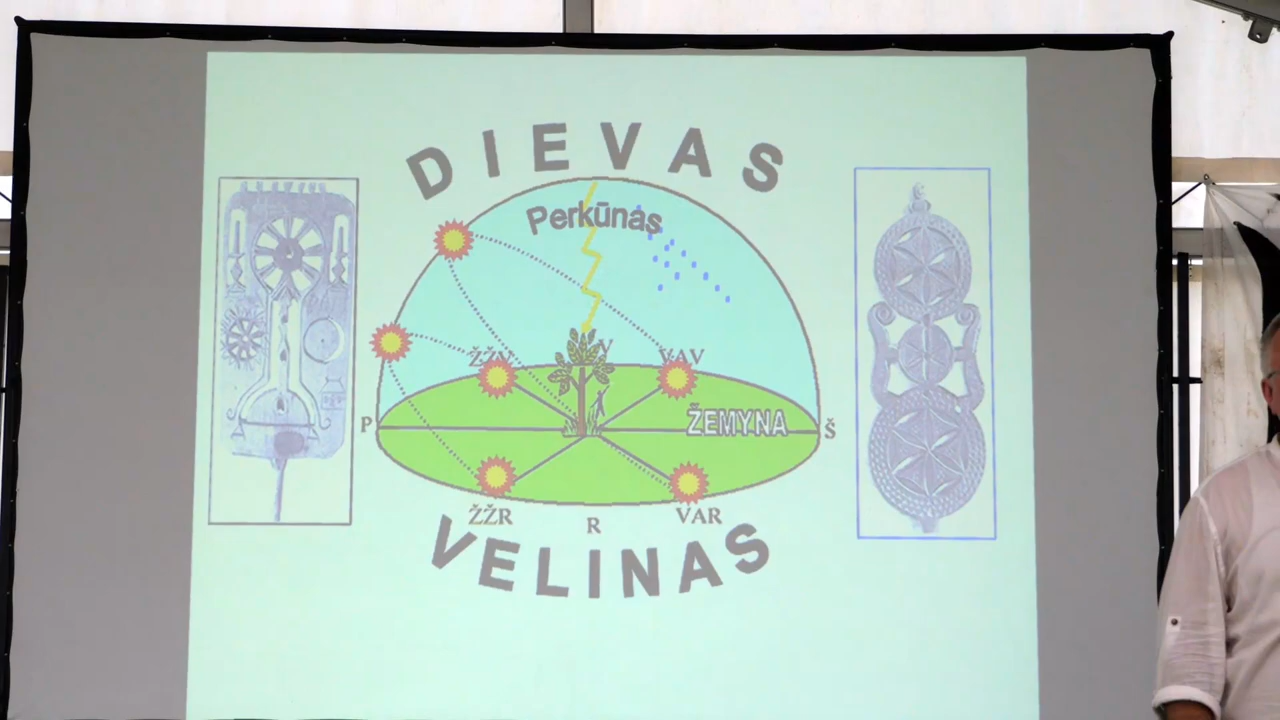 DIEVAS
Perkūnas
ŽŽV
V
VAV
ŽEMYNA
P
Š
ŽŽR
R
VAR
VELINAS